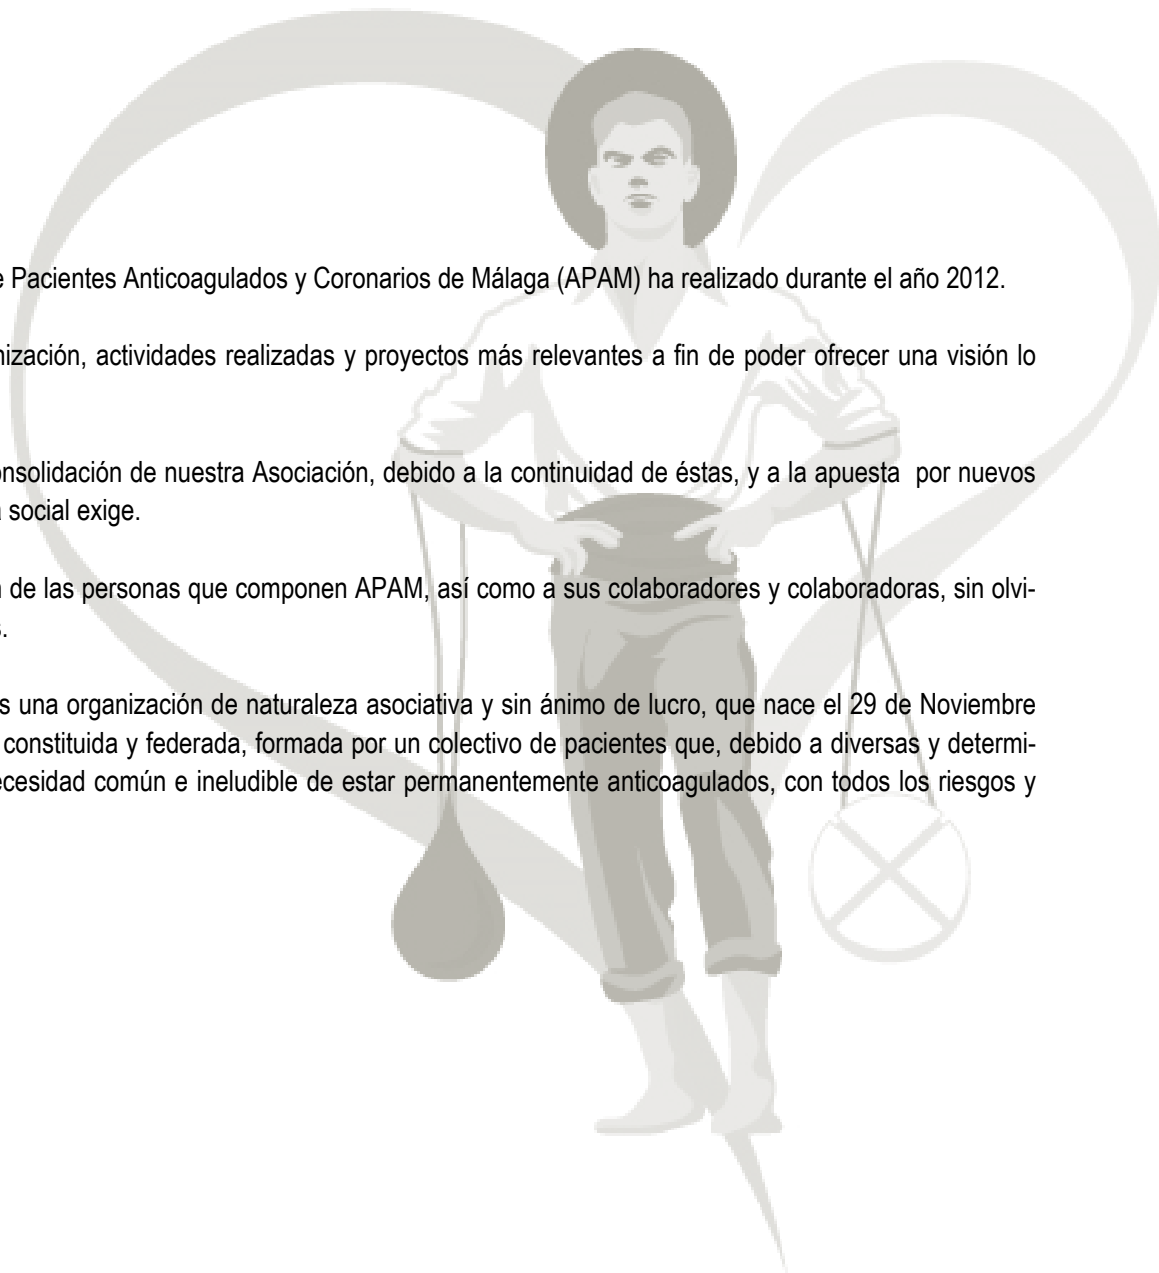 e Pacientes Anticoagulados y Coronarios de Málaga (APAM) ha realizado durante el año 2012.
nización, actividades realizadas y proyectos más relevantes a fin de poder ofrecer una visión lo
onsolidación de nuestra Asociación, debido a la continuidad de éstas, y a la apuesta por nuevos
a social exige.
n de las personas que componen APAM, así como a sus colaboradores y colaboradoras, sin olvi-
s.
s una organización de naturaleza asociativa y sin ánimo de lucro, que nace el 29 de Noviembre
constituida y federada, formada por un colectivo de pacientes que, debido a diversas y determi-
ecesidad común e ineludible de estar permanentemente anticoagulados, con todos los riesgos y